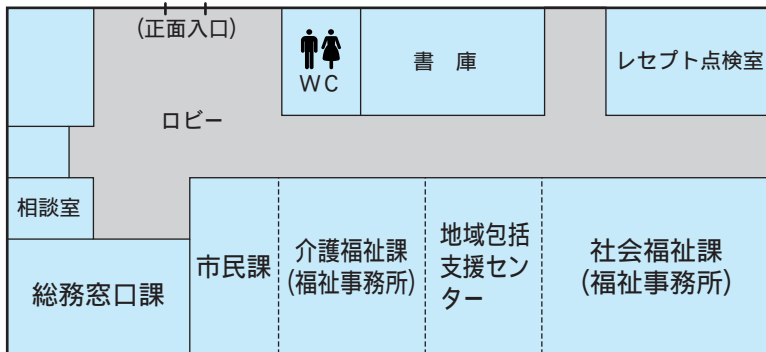 (正面入口)
WC
書 庫
レセプト点検室
ロビー
相談室
総務窓口課
市民課
介護福祉課
(福祉事務所)
地域包括
支援セン
ター
社会福祉課
(福祉事務所)